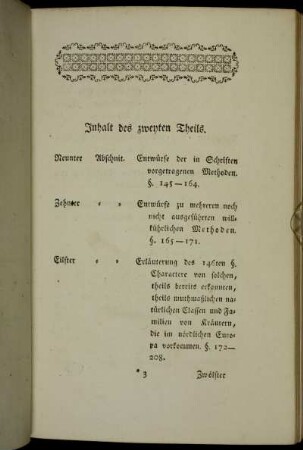 Inhalt des zweyten Theils.
Neunter Abschnit. Entwürfe der in Schriften
vorgetragenen Methoden.
§. 145—164.
Zehnter = = Entwürfe zu mehreren noch
nicht ausgeführten will-
kührlichen Methoden.
§. 165—171.
Eilfter = = Erläuterung des 146ten §.
Charactere von solchen,
theils bereits erkannten,
theils muthmaßlichen na-
türlichen Classen und Fa-
milien von Kräutern,
die im nördlichen Euro-
pa vorkommen. §. 172—
208.
* 3 Zwölfter